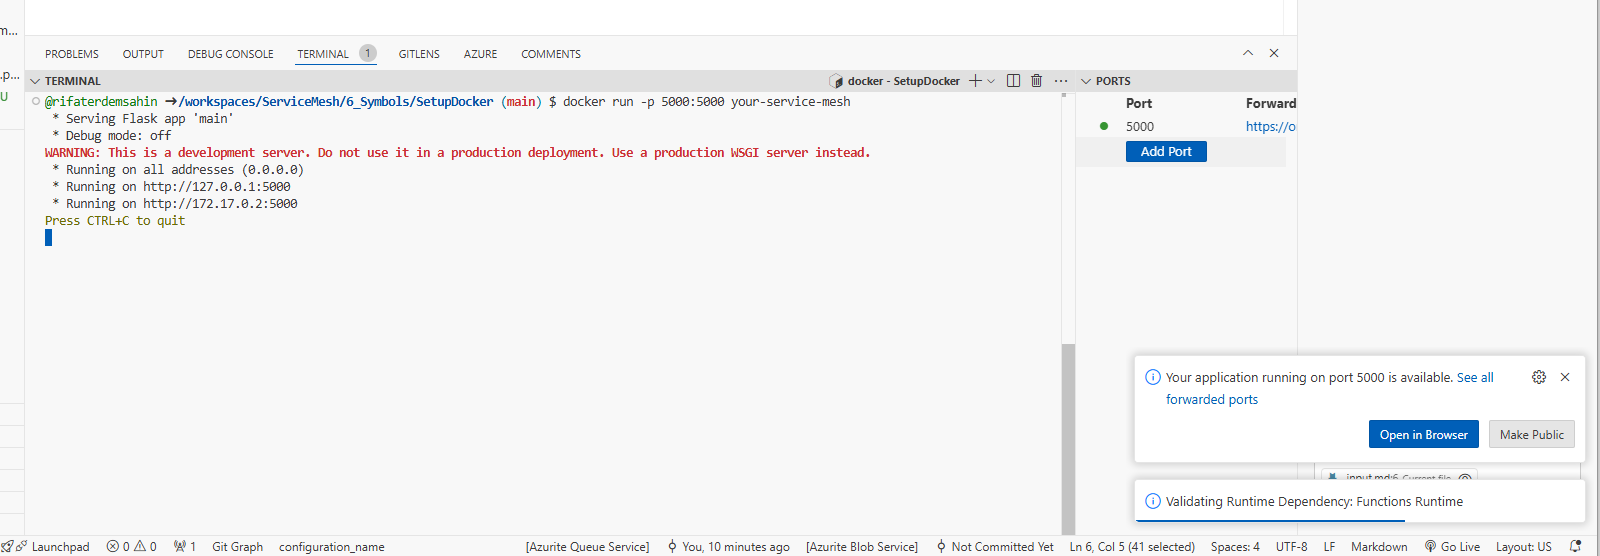 m...
.p...
U
PROBLEMS OUTPUT DEBUG CONSOLE TERMINAL 1 GITLENS AZURE COMMENTS
TERMINAL docker - SetupDocker
PORTS
@rifaterdemsahin ➜/workspaces/ServiceMesh/6_Symbols/SetupDocker (main) $ docker run -p 5000:5000 your-service-mesh
* Serving Flask app 'main'
* Debug mode: off
WARNING: This is a development server. Do not use it in a production deployment. Use a production WSGI server instead.
* Running on all addresses (0.0.0.0)
* Running on http://127.0.0.1:5000
* Running on http://172.17.0.2:5000
Press CTRL+C to quit
Port Forward
5000 https://o
Add Port
Your application running on port 5000 is available. See all
forwarded ports
Open in Browser Make Public
input.md:6 Current file
Validating Runtime Dependency: Functions Runtime
Launchpad 0 0 1 Git Graph configuration_name [Azurite Queue Service] You, 10 minutes ago [Azurite Blob Service] Not Committed Yet Ln 6, Col 5 (41 selected) Spaces: 4 UTF-8 LF Markdown Go Live Layout: US